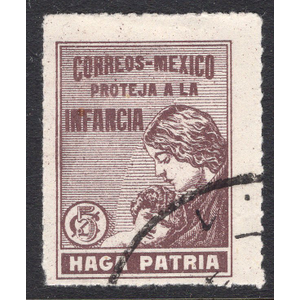 CORREOS-MEXICO
PROTEJA A LA
INFANCIA
5
HAGA PATRIA